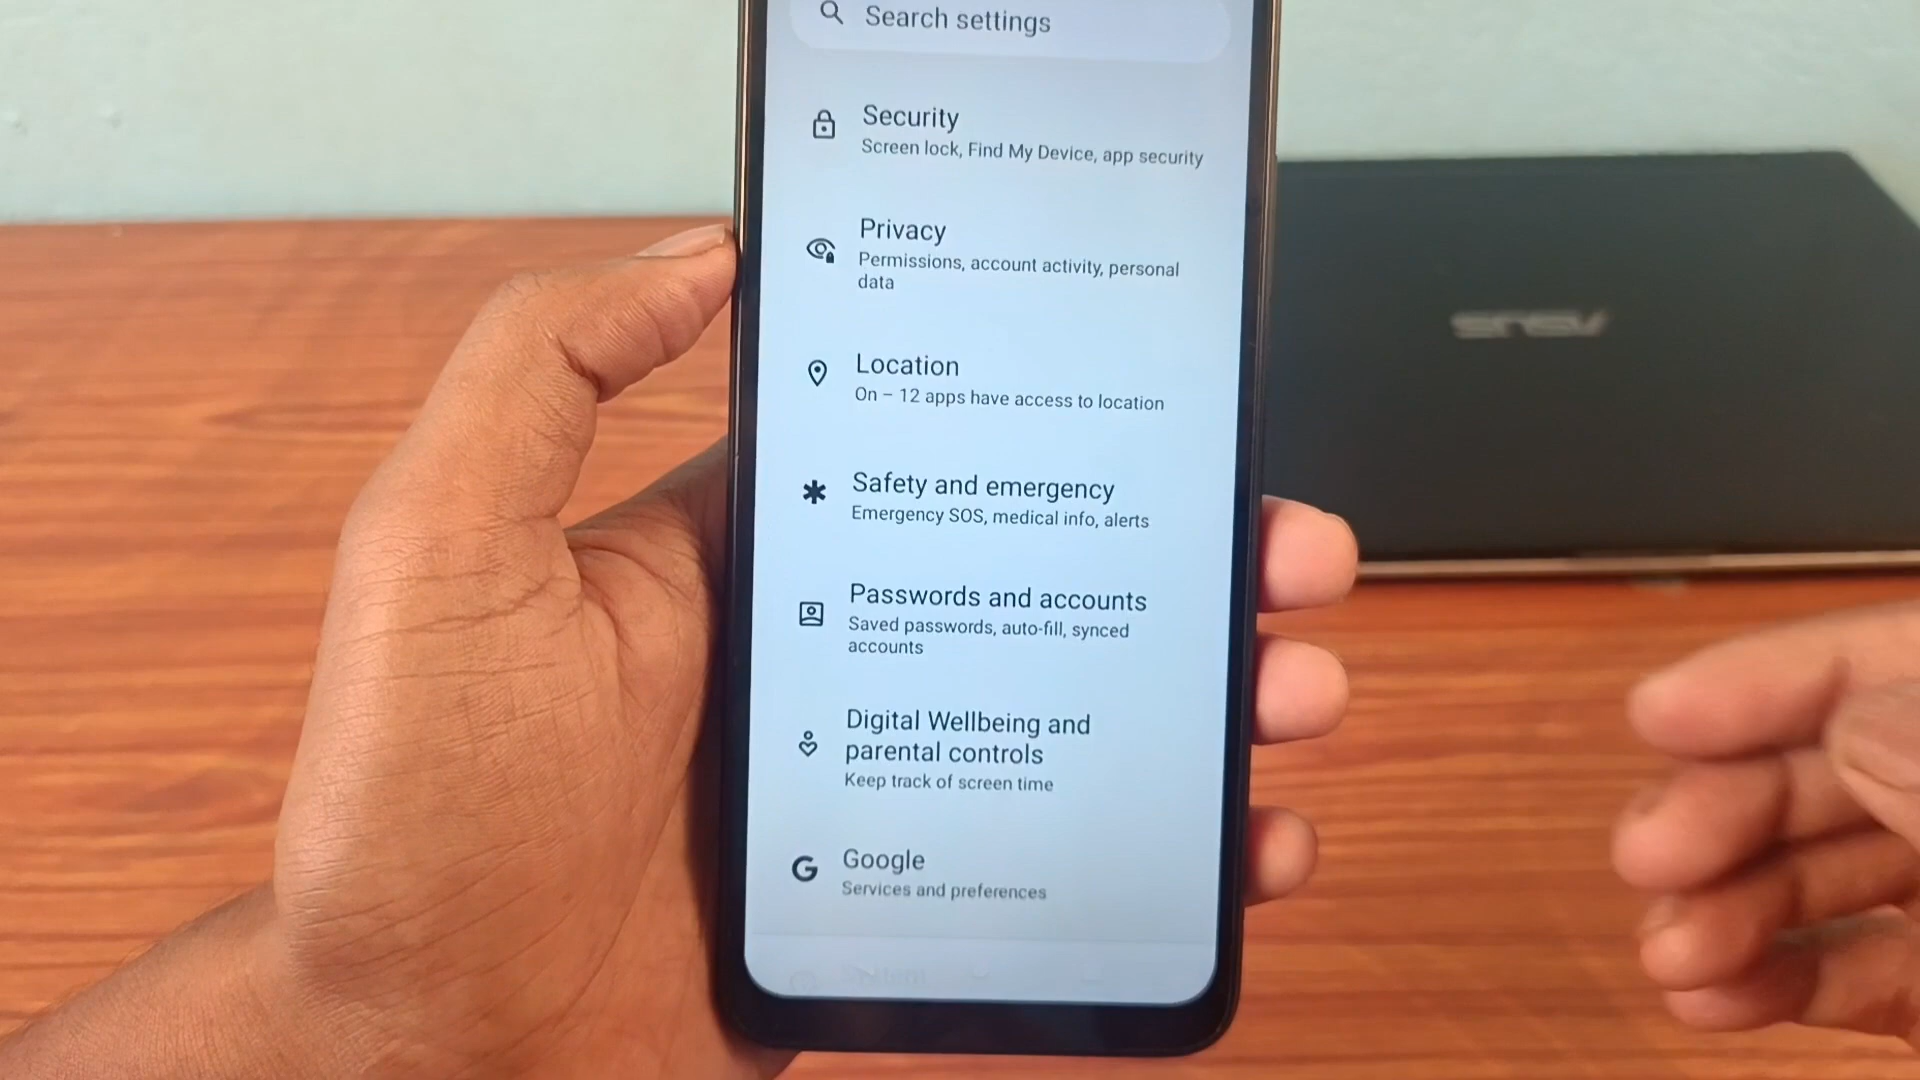 Search settings
Security
Screen lock, Find My Device, app security
Privacy
Permissions, account activity, personal
data
Location
On – 12 apps have access to location
Safety and emergency
Emergency SOS, medical info, alerts
Passwords and accounts
Saved passwords, auto-fill, synced
accounts
Digital Wellbeing and
parental controls
Keep track of screen time
Google
Services and preferences
System
ASUS